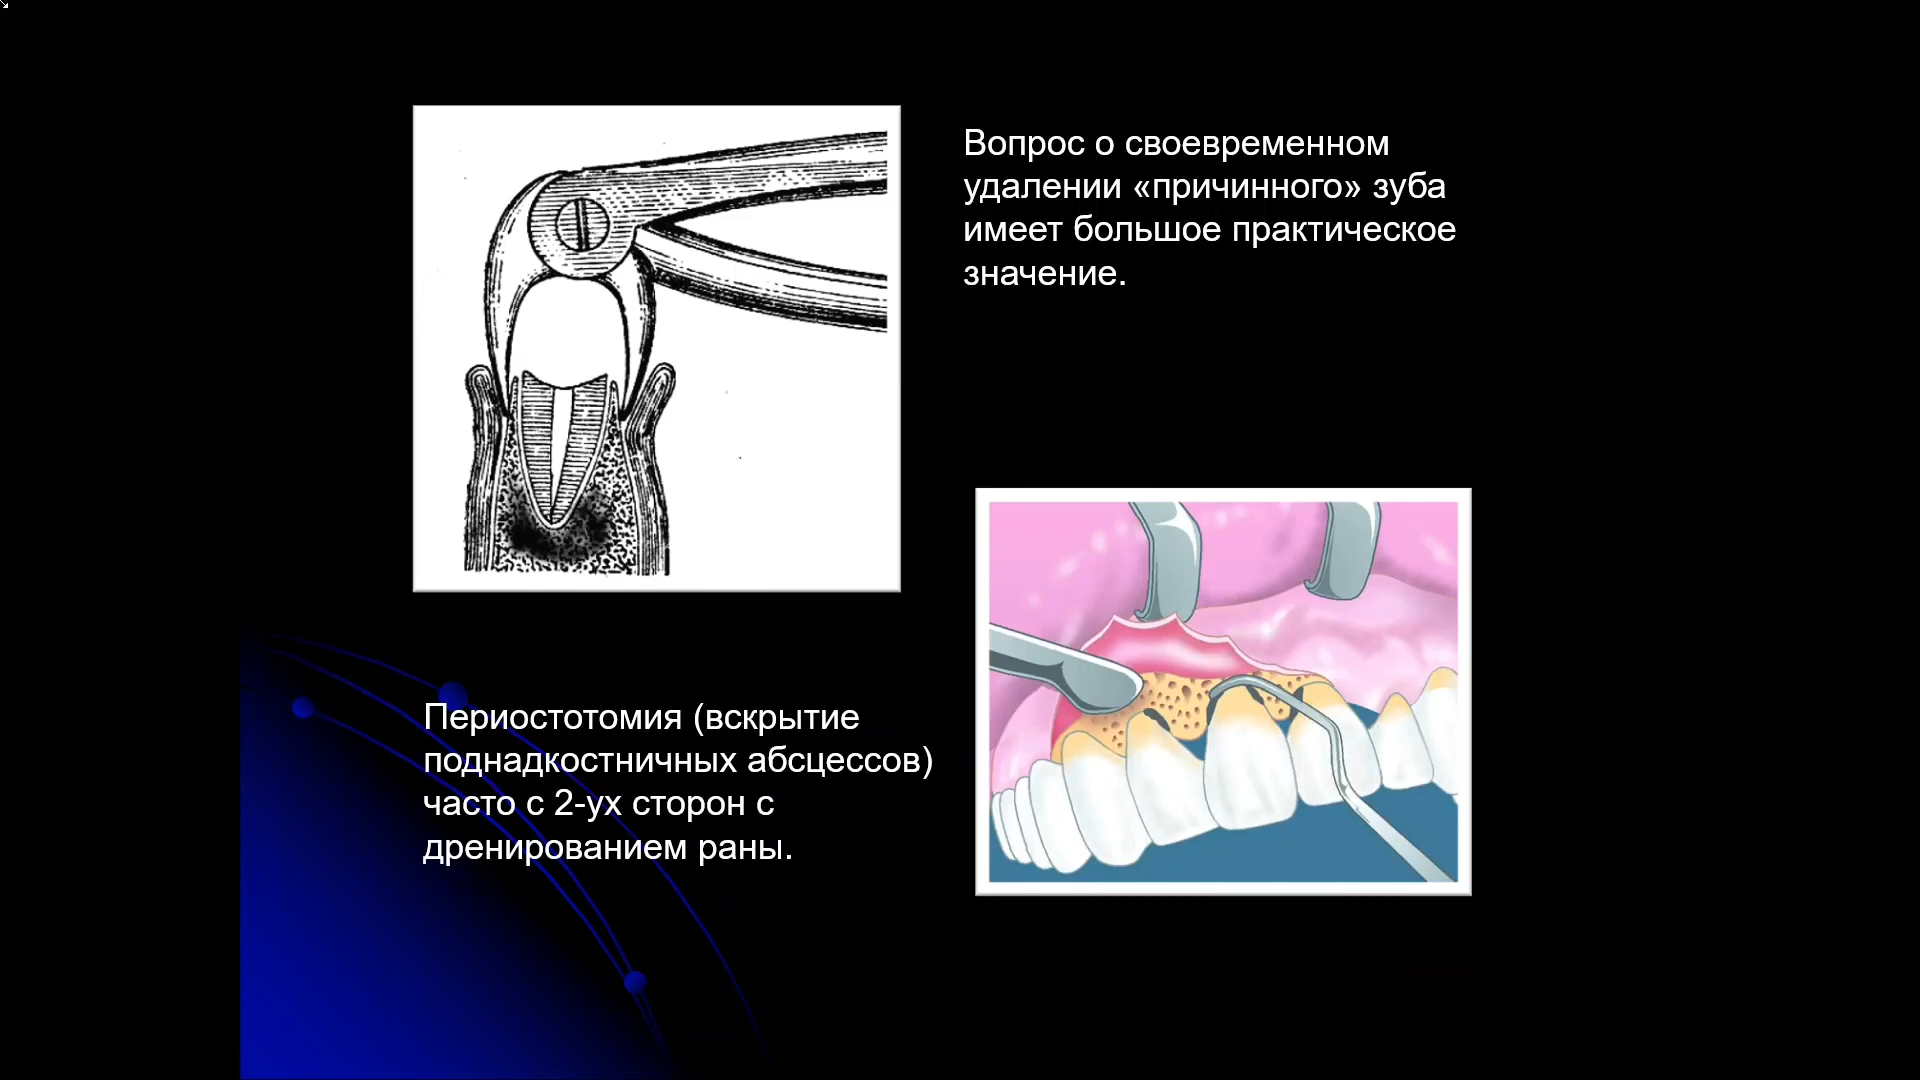 Вопрос о своевременном
удалении «причинного» зуба
имеет большое практическое
значение.
Периостотомия (вскрытие
поднадкостничных абсцессов)
часто с 2-ух сторон с
дренированием раны.